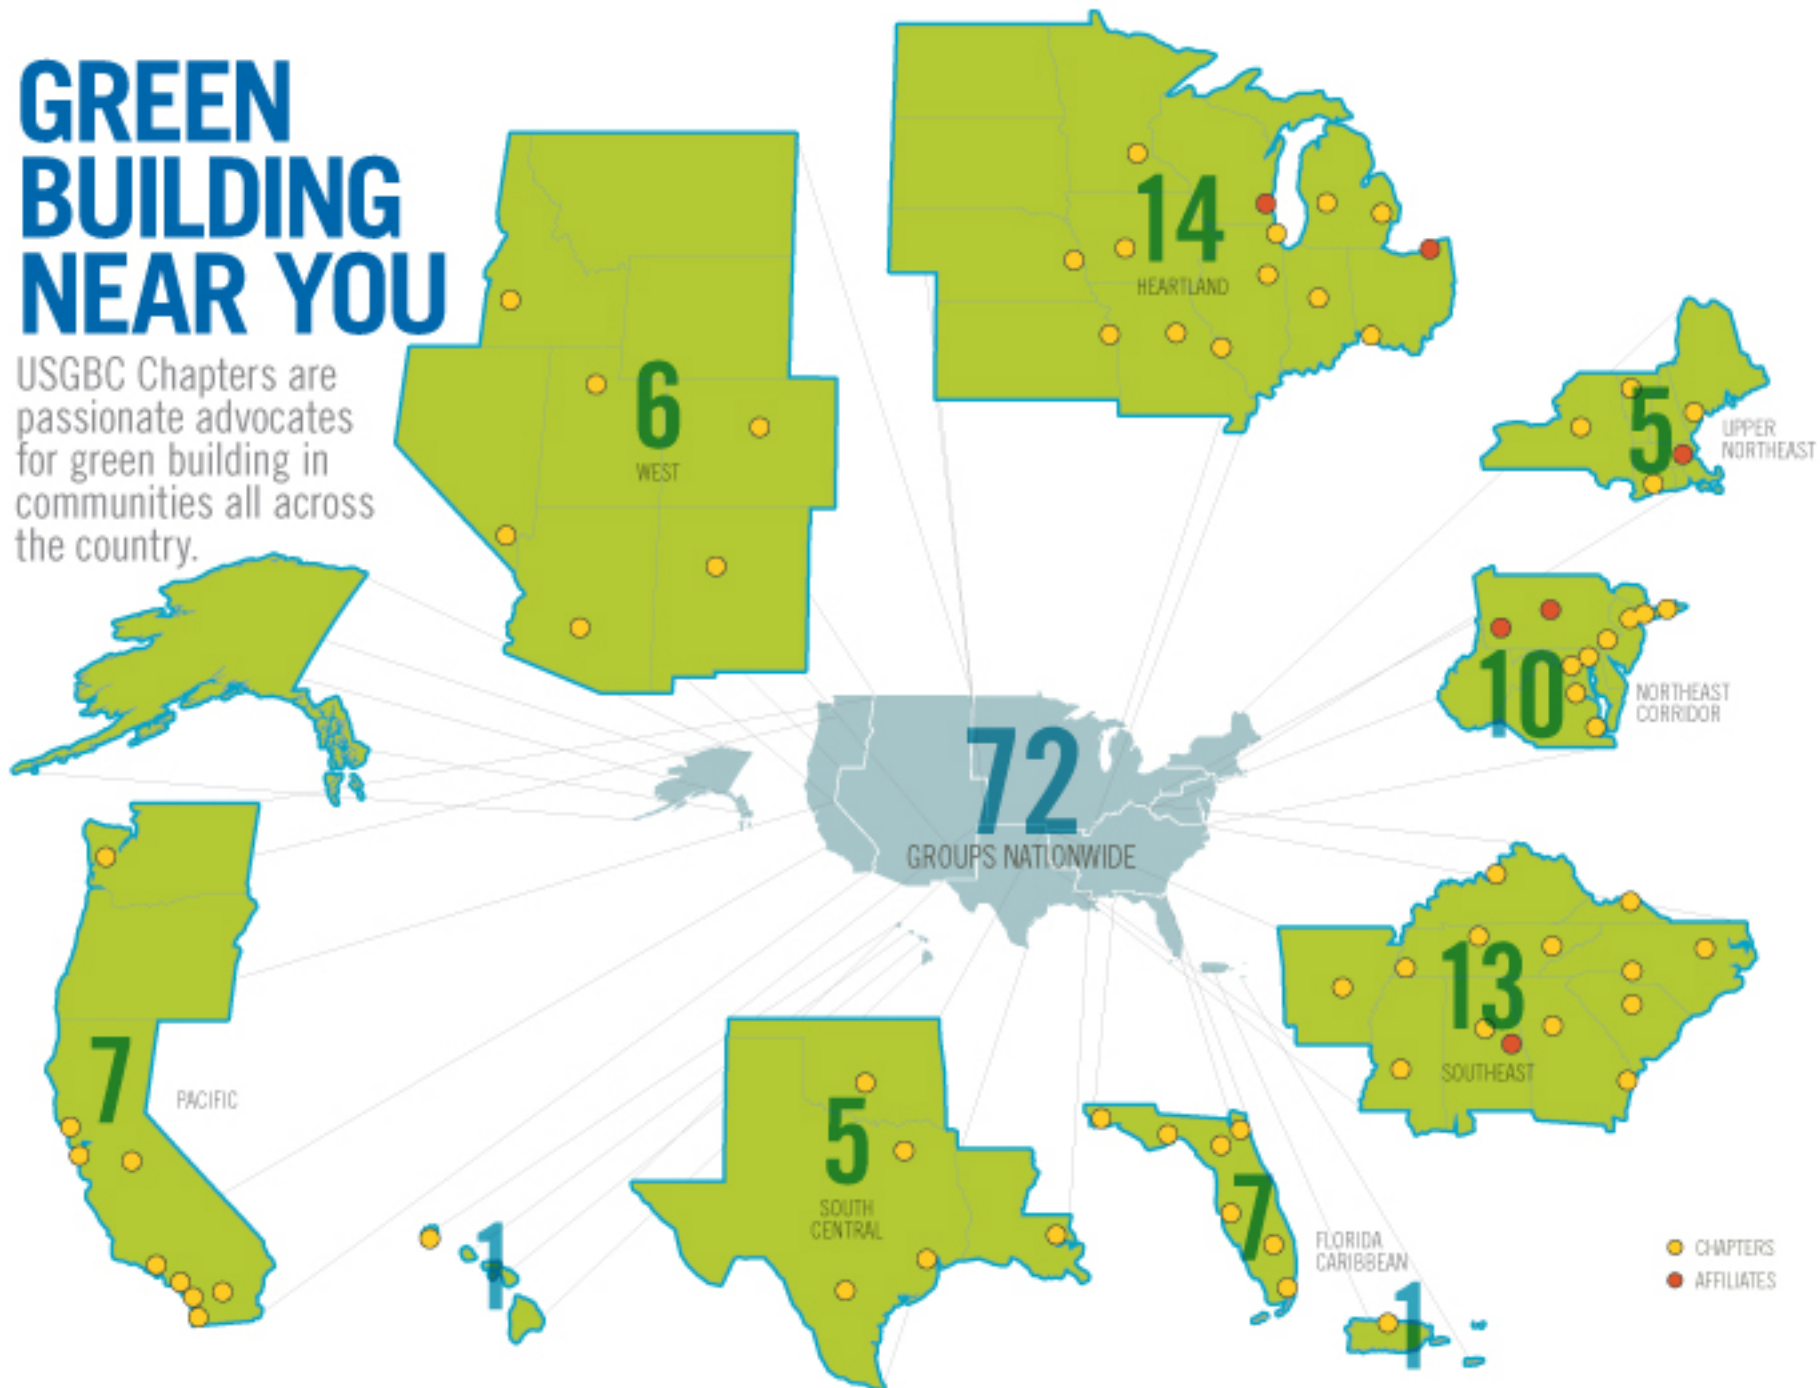 GREEN
BUILDING
NEAR YOU
USGBC Chapters are
passionate advocates
for green building in
communities all across
the country.
6
WEST
14
HEARTLAND
5
UPPER
NORTHEAST
10
NORTHEAST
CORRIDOR
72
GROUPS NATIONWIDE
13
SOUTHEAST
7
PACIFIC
1
5
SOUTH
CENTRAL
7
FLORIDA
CARIBBEAN
1
CHAPTERS
AFFILIATES